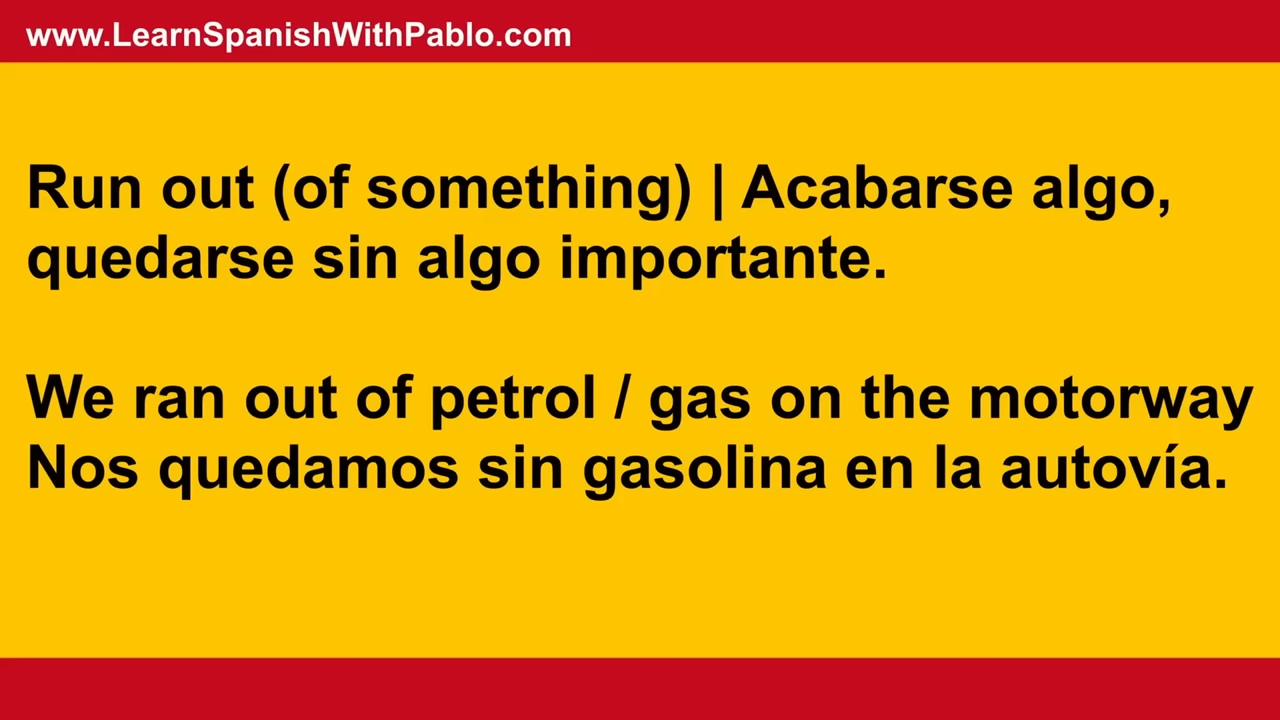 www.LearnSpanishWithPablo.com
Run out (of something) | Acabarse algo,
quedarse sin algo importante.
We ran out of petrol / gas on the motorway
Nos quedamos sin gasolina en la autovía.